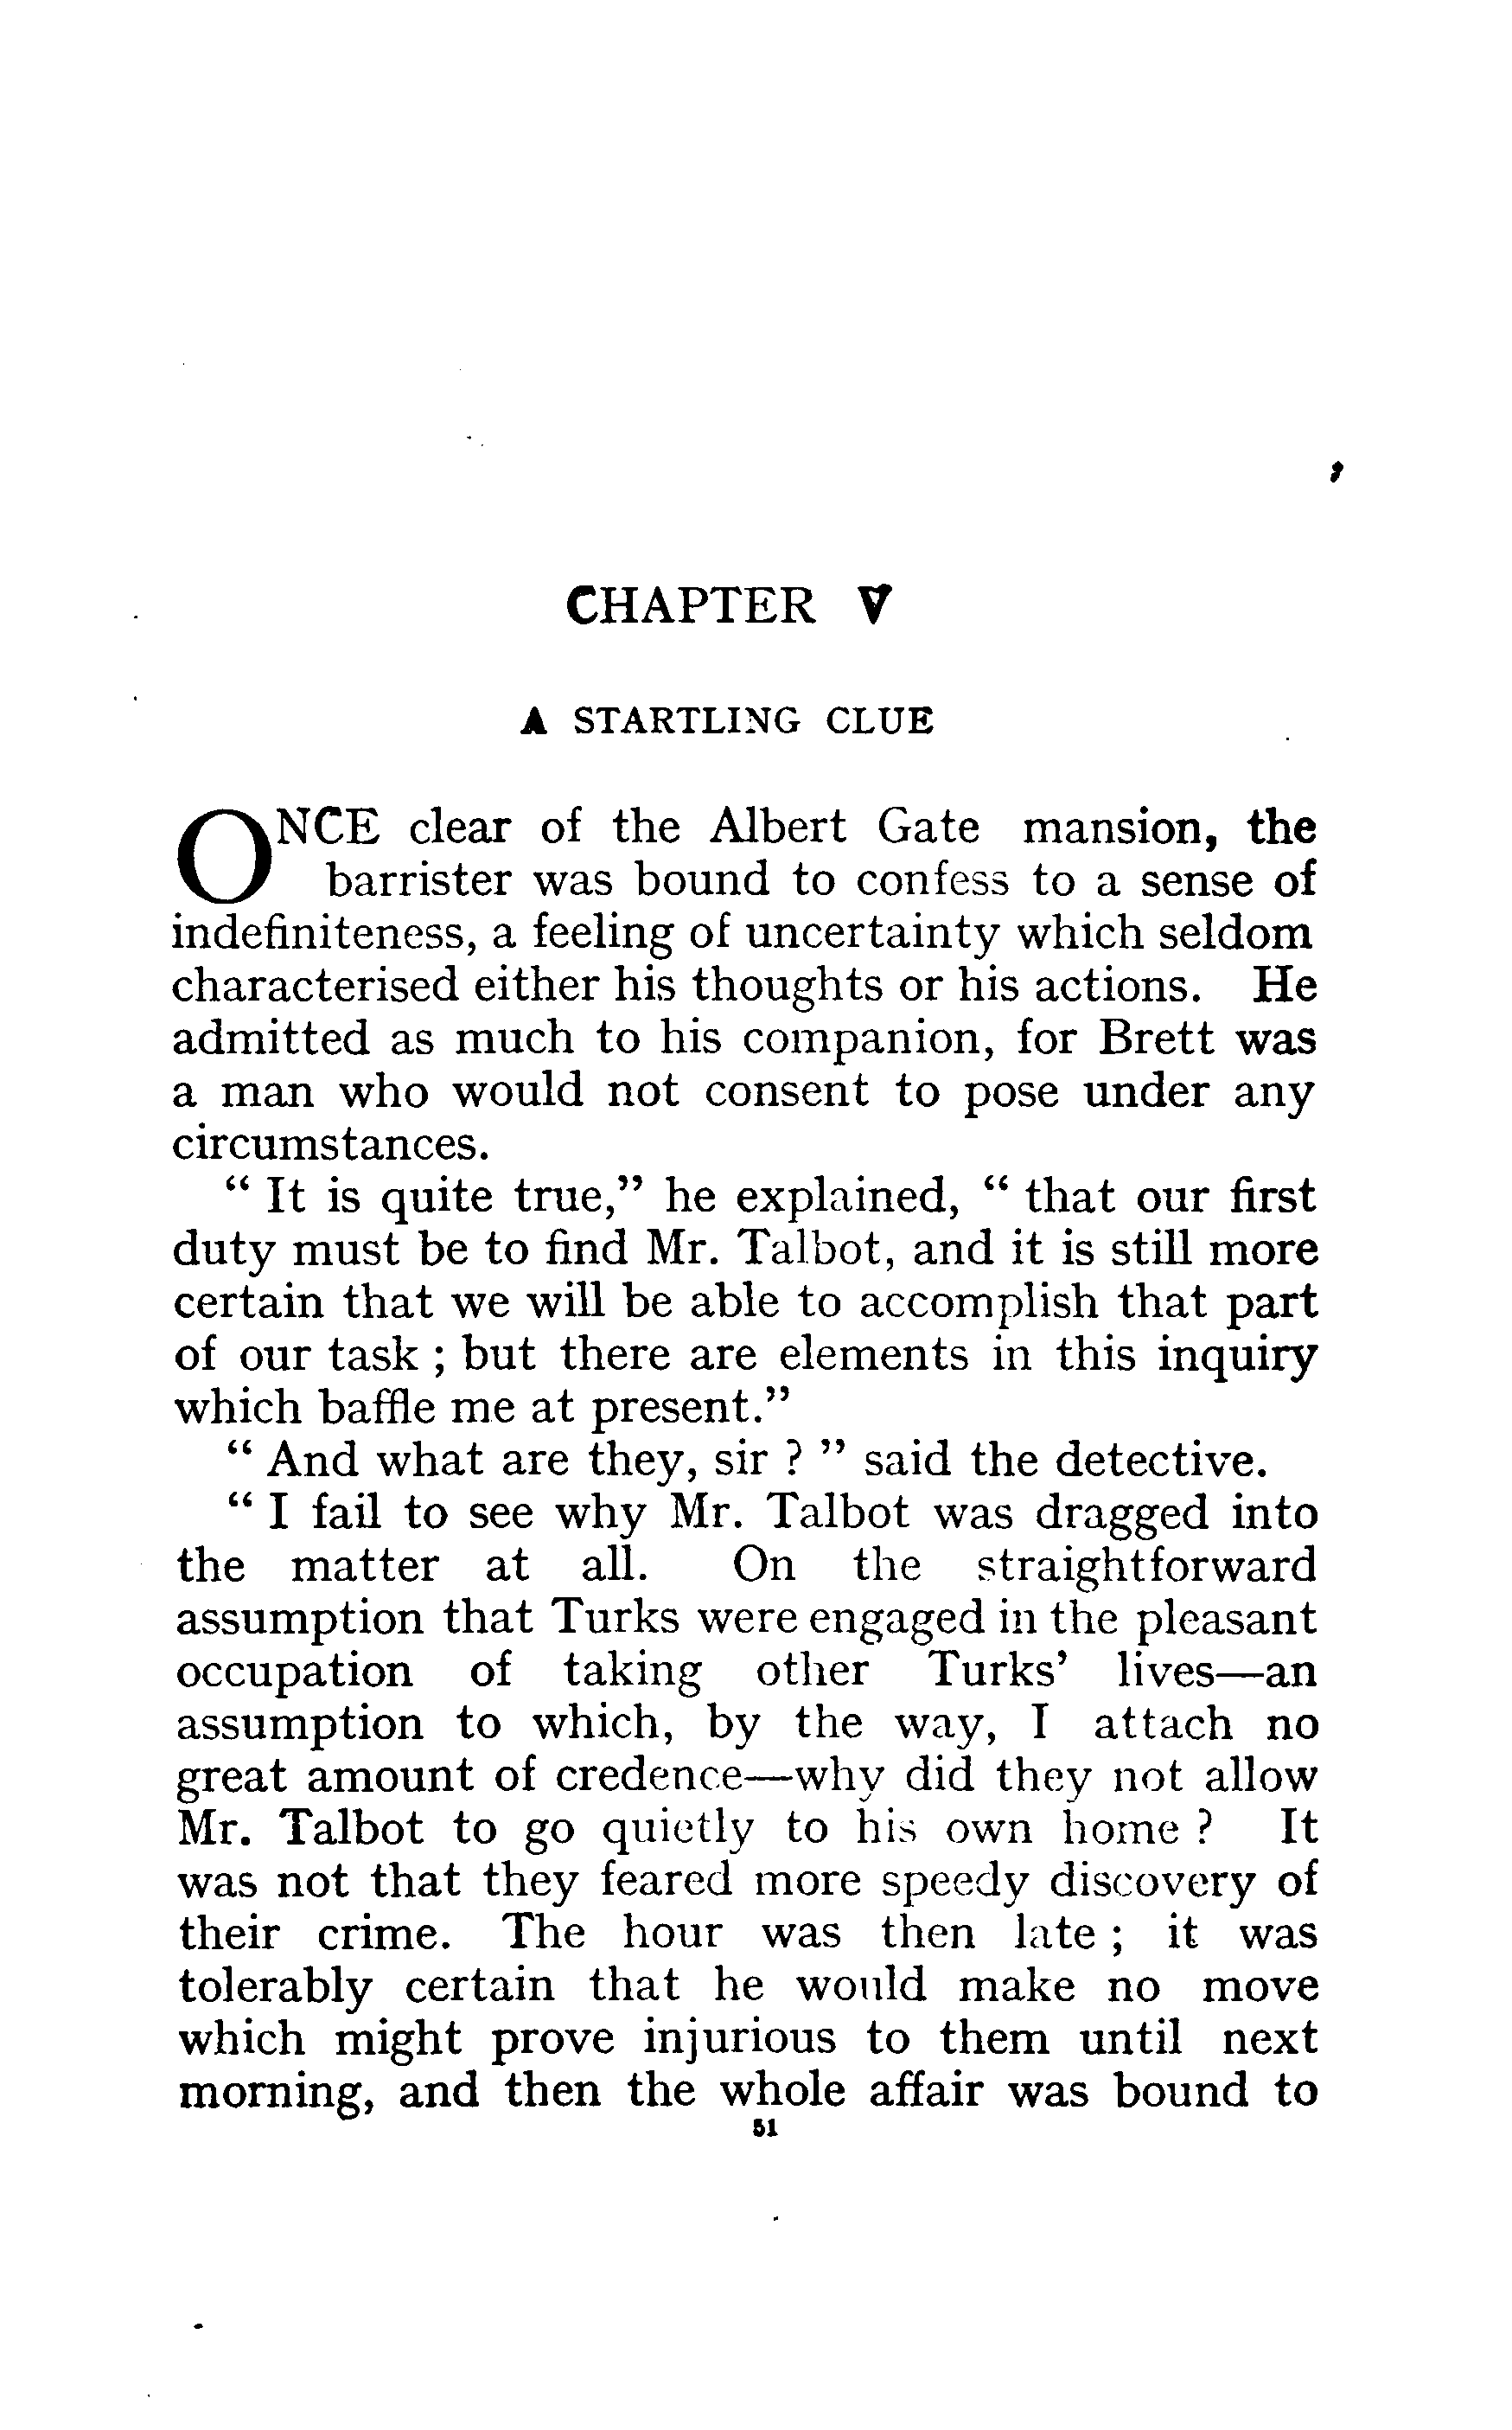 CHAPTER V
A STARTLING CLUE
ONCE clear of the Albert Gate mansion, the
barrister was bound to confess to a sense of
indefiniteness, a feeling of uncertainty which seldom
characterised either his thoughts or his actions. He
admitted as much to his companion, for Brett was
a man who would not consent to pose under any
circumstances.
“ It is quite true,” he explained, “ that our first
duty must be to find Mr. Talbot, and it is still more
certain that we will be able to accomplish that part
of our task ; but there are elements in this inquiry
which baffle me at present.”
“ And what are they, sir ? ” said the detective.
“ I fail to see why Mr. Talbot was dragged into
the matter at all. On the straightforward
assumption that Turks were engaged in the pleasant
occupation of taking other Turks’ lives—an
assumption to which, by the way, I attach no
great amount of credence—why did they not allow
Mr. Talbot to go quietly to his own home ? It
was not that they feared more speedy discovery of
their crime. The hour was then late ; it was
tolerably certain that he would make no move
which might prove injurious to them until next
morning, and then the whole affair was bound to
51